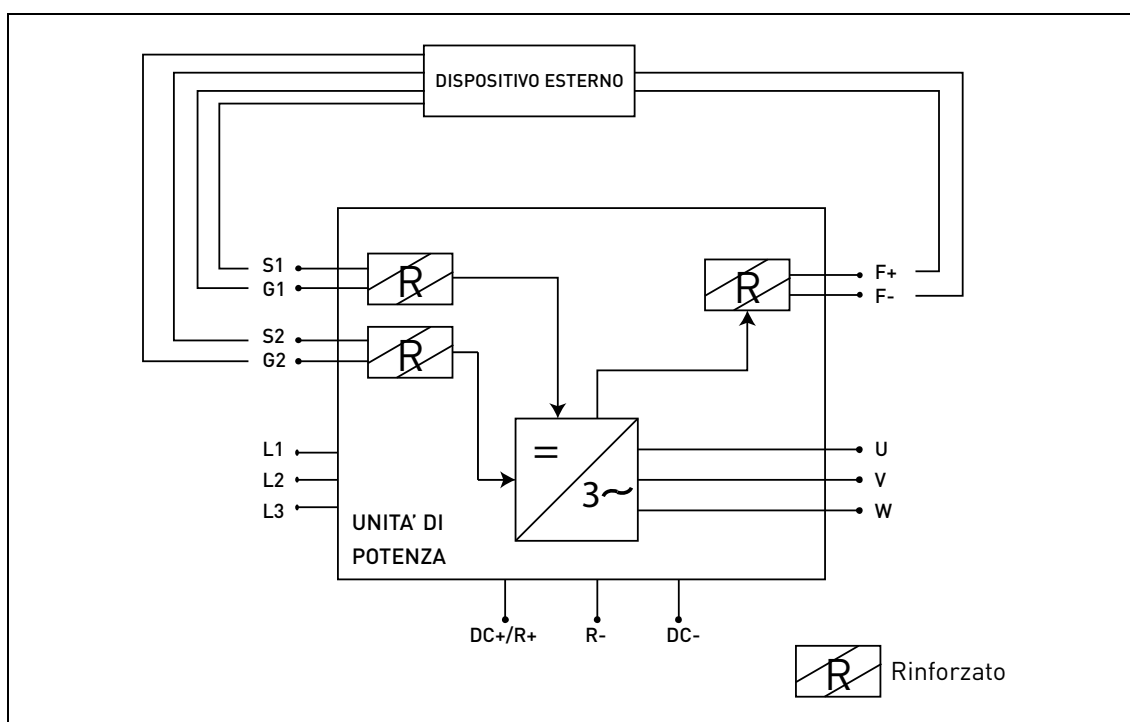 DISPOSITIVO ESTERNO
S1
R
R
F+
G1
F-
S2
R
G2
L1
=
U
L2
3~
V
L3
W
UNITA’ DI
POTENZA
DC+/R+
R-
DC-
R
Rinforzato